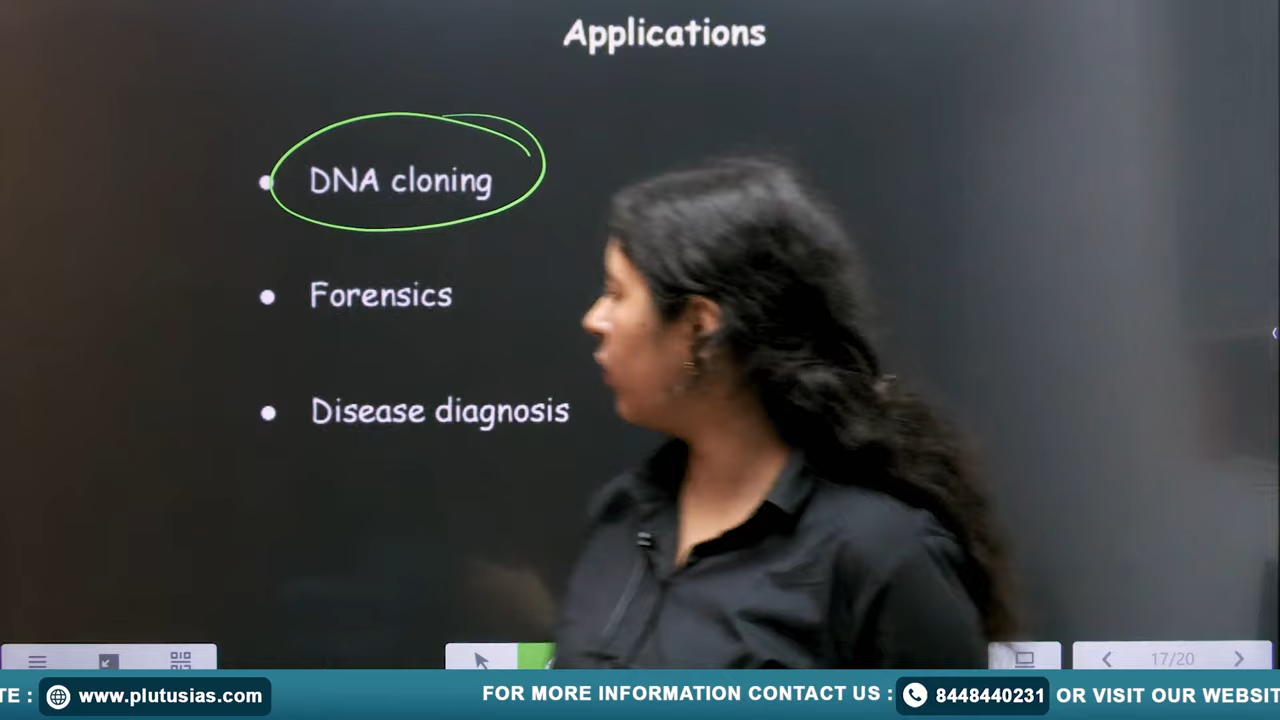 Applications
DNA cloning
Forensics
Disease diagnosis
17/20
TE : www.plutusias.com FOR MORE INFORMATION CONTACT US : 8448440231 OR VISIT OUR WEBSIT